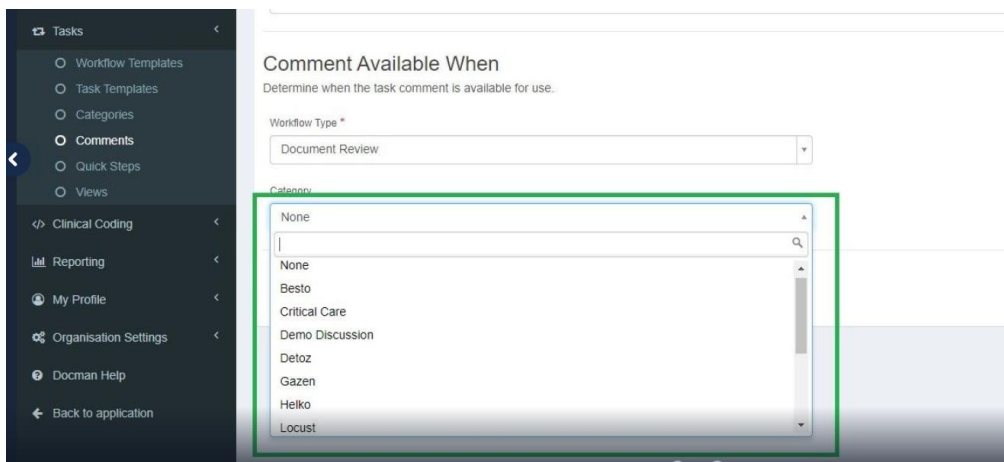 Tasks
Workflow Templates
Task Templates
Categories
Comments
Quick Steps
Views
Clinical Coding
Reporting
My Profile
Organisation Settings
Docman Help
Back to application
Comment Available When
Determine when the task comment is available for use.
Workflow Type *
Document Review
Category
None
None
Besto
Critical Care
Demo Discussion
Detoz
Gazen
Helko
Locust